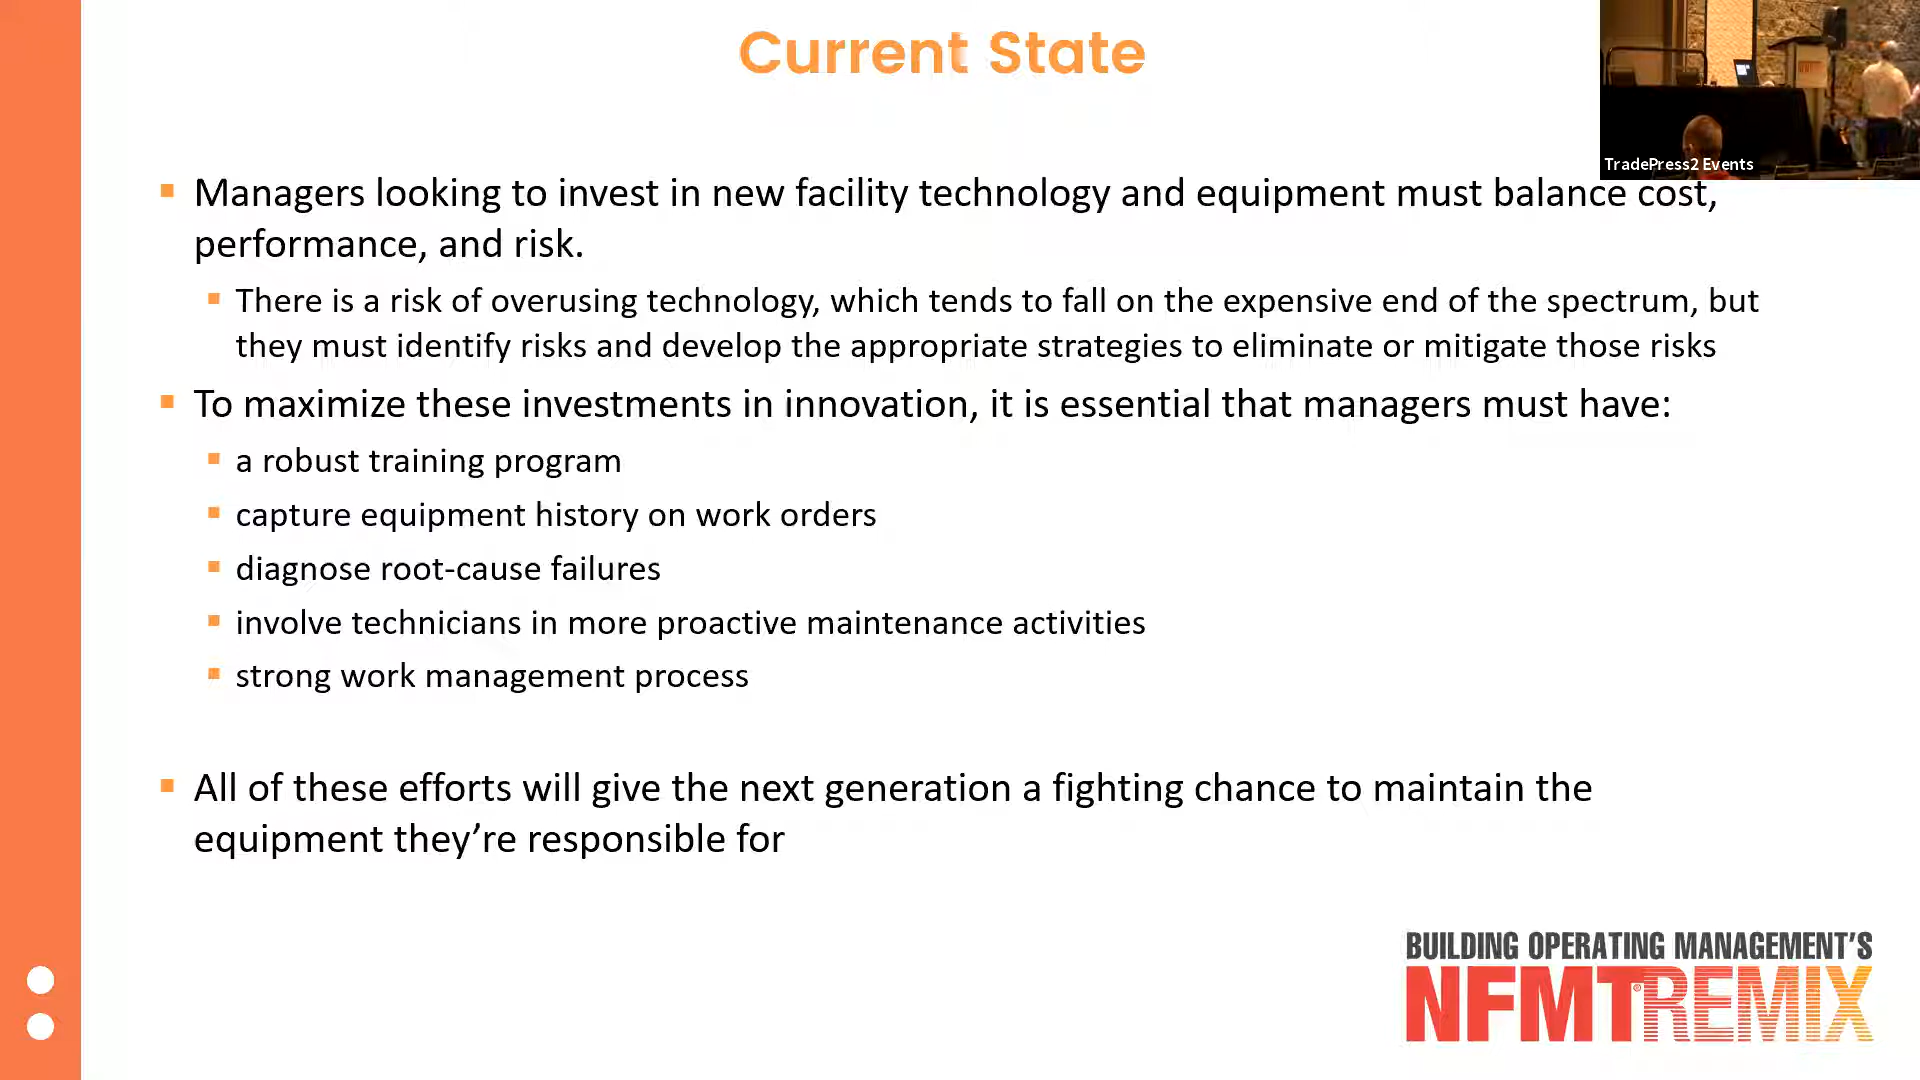 Current State
TradePress2 Events
Managers looking to invest in new facility technology and equipment must balance cost,
performance, and risk.
There is a risk of overusing technology, which tends to fall on the expensive end of the spectrum, but
they must identify risks and develop the appropriate strategies to eliminate or mitigate those risks
To maximize these investments in innovation, it is essential that managers must have:
a robust training program
capture equipment history on work orders
diagnose root-cause failures
involve technicians in more proactive maintenance activities
strong work management process
All of these efforts will give the next generation a fighting chance to maintain the
equipment they’re responsible for
BUILDING OPERATING MANAGEMENT’S
NFMT®REMIX